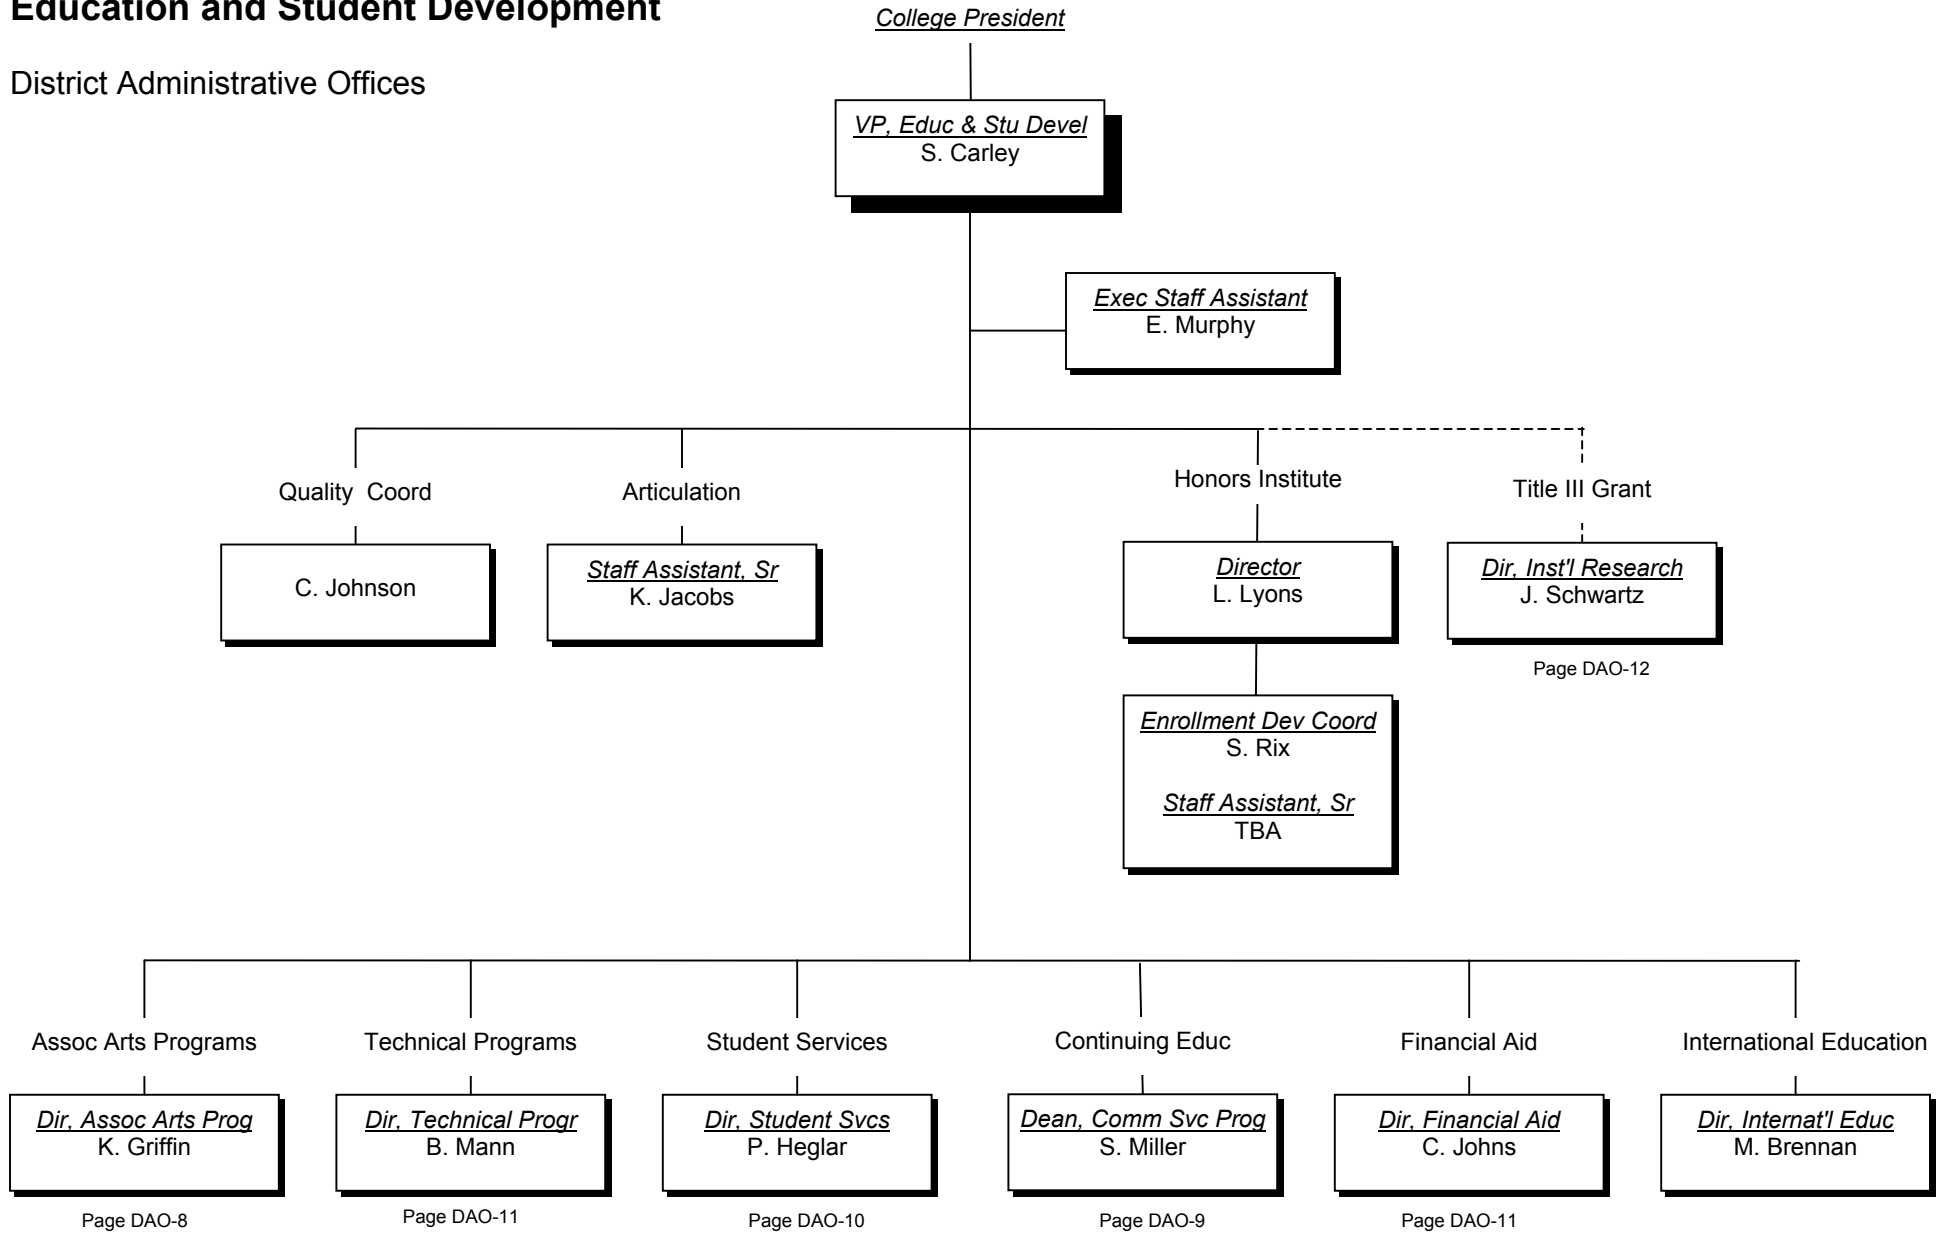 Education and Student Development
College President
District Administrative Offices
VP, Educ & Stu Devel
S. Carley
Exec Staff Assistant
E. Murphy
Quality  Coord
Articulation
Honors Institute
Title III Grant
C. Johnson
Staff Assistant, Sr
K. Jacobs
Director
L. Lyons
Dir, Inst'l Research
J. Schwartz
Page DAO-12
Enrollment Dev Coord
S. Rix
Staff Assistant, Sr
TBA
Assoc Arts Programs
Technical Programs
Student Services
Continuing Educ
Financial Aid
International Education
Dir, Assoc Arts Prog
K. Griffin
Dir, Technical Progr
B. Mann
Dir, Student Svcs
P. Heglar
Dean, Comm Svc Prog
S. Miller
Dir, Financial Aid
C. Johns
Dir, Internat'l Educ
M. Brennan
Page DAO-8
Page DAO-11
Page DAO-10
Page DAO-9
Page DAO-11